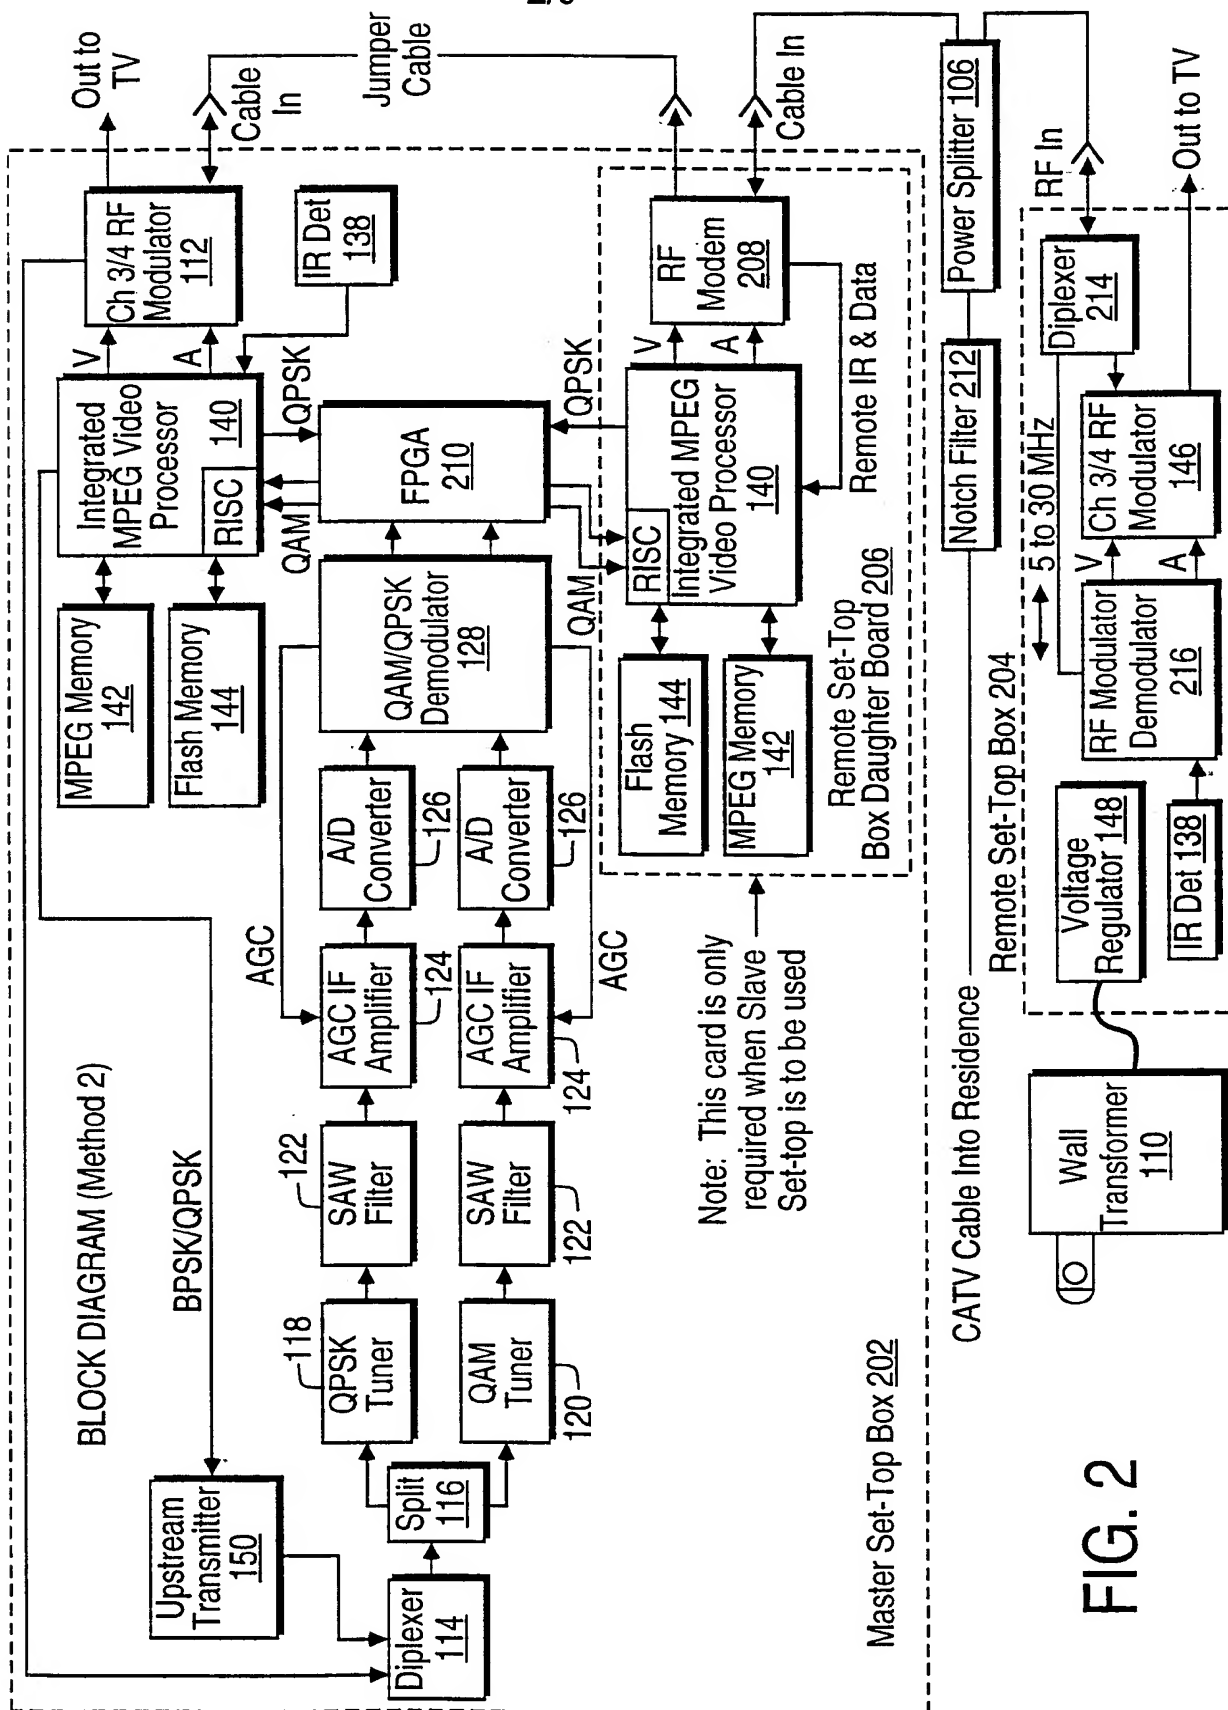 2/3
BLOCK DIAGRAM (Method 2)
Out to
TV
Cable
In
Jumper
Cable
Ch 3/4 RF
Modulator
112
IR Det
138
V
A
Integrated
MPEG Video
Processor
140
RISC
MPEG Memory
142
Flash Memory
144
BPSK/QPSK
Upstream
Transmitter
150
Diplexer
114
Split
116
118
QPSK
Tuner
122
SAW
Filter
AGC IF
Amplifier
124
A/D
Converter
126
AGC
QAM/QPSK
Demodulator
128
QAM
QPSK
FPGA
210
QAM
Tuner
120
SAW
Filter
122
AGC IF
Amplifier
124
A/D
Converter
126
AGC
QAM
QPSK
Flash
Memory 144
MPEG Memory
142
RISC
Integrated MPEG
Video Processor
140
V
A
RF
Modem
208
Remote IR & Data
Cable In
Remote Set-Top
Box Daughter Board 206
Note: This card is only
required when Slave
Set-top is to be used
Master Set-Top Box 202
CATV Cable Into Residence
Notch Filter 212
Power Splitter 106
RF In
Remote Set-Top Box 204
5 to 30 MHz
Diplexer
214
Wall
Transformer
110
Voltage
Regulator 148
IR Det 138
RF Modulator
Demodulator
216
V
A
Ch 3/4 RF
Modulator
146
Out to TV
FIG. 2